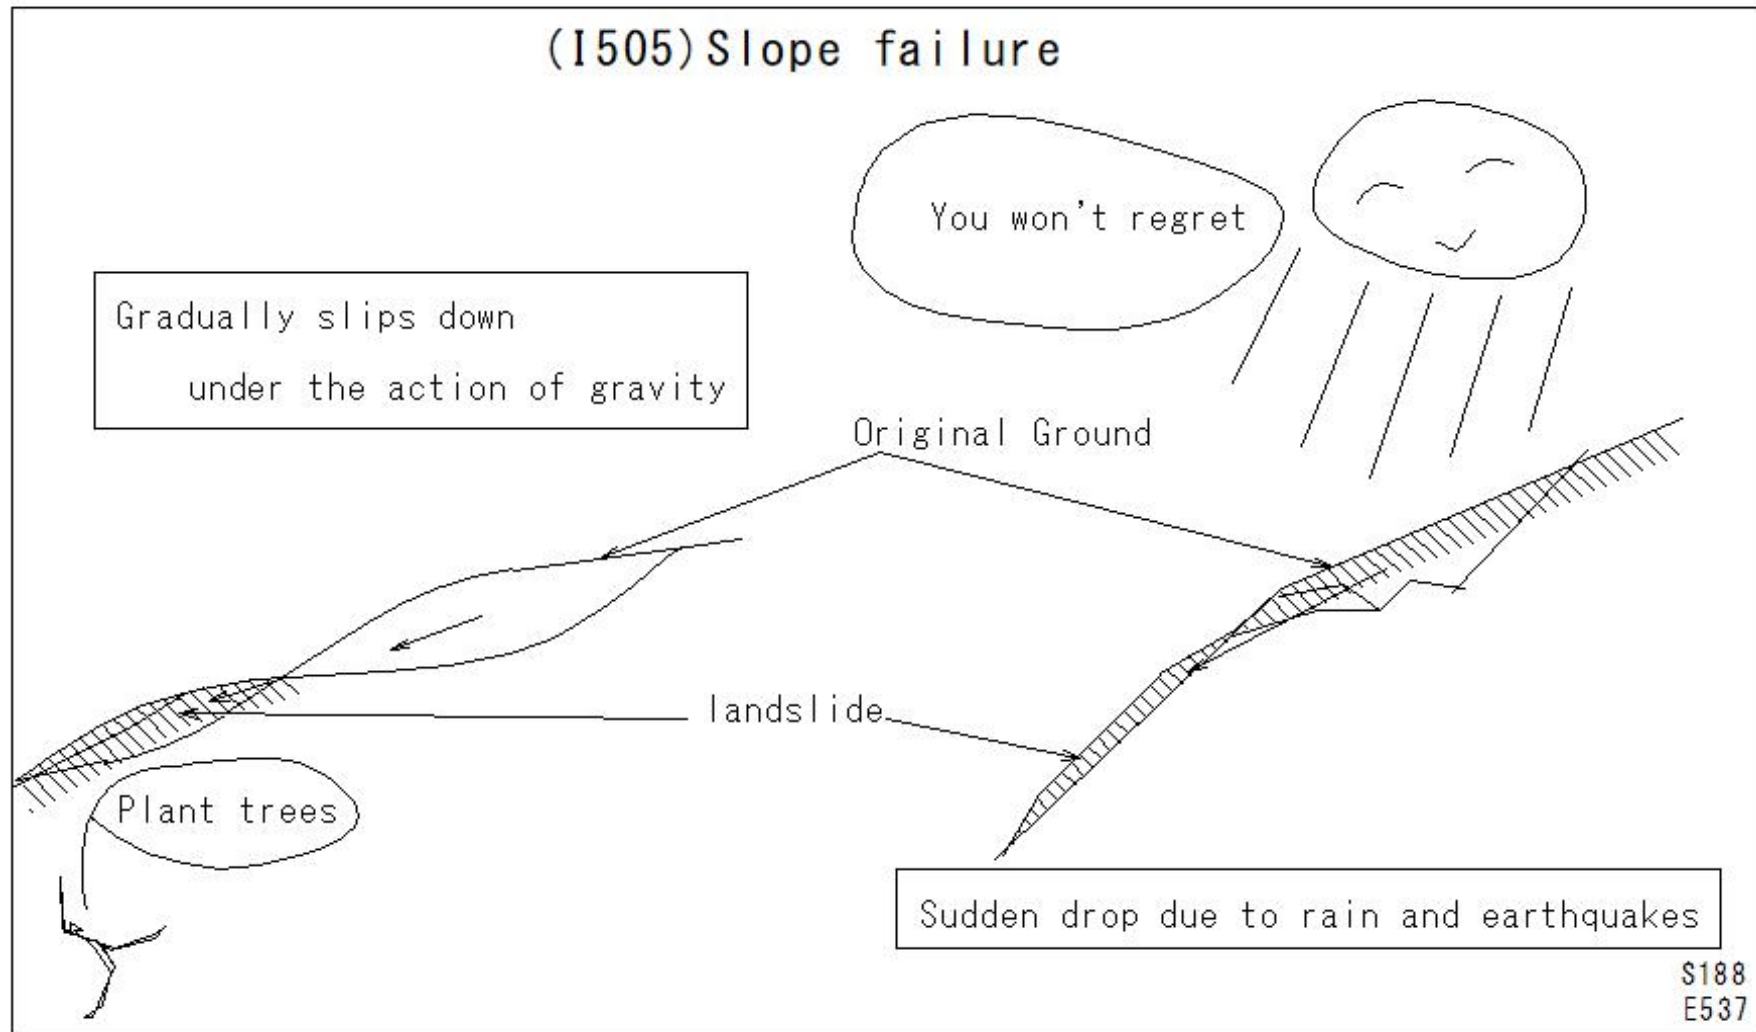 (I505)Slope failure
You won't regret
Gradually slips down
under the action of gravity
Original Ground
landslide
Plant trees
Sudden drop due to rain and earthquakes
S188
E537